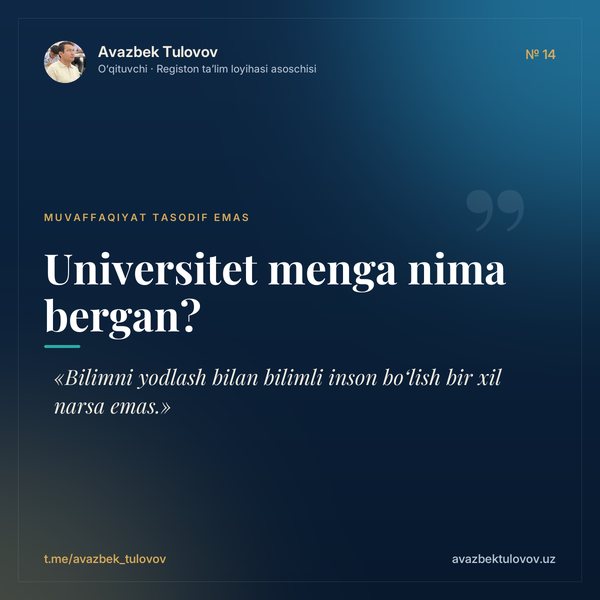 Avazbek Tulovov
O‘qituvchi · Registon ta’lim loyihasi asoschisi
№ 14
MUVAFFAQIYAT TASODIF EMAS
Universitet menga nima
bergan?
«Bilimni yodlash bilan bilimli inson bo‘lish bir xil
narsa emas.»
t.me/avazbek_tulovov
avazbektulovov.uz